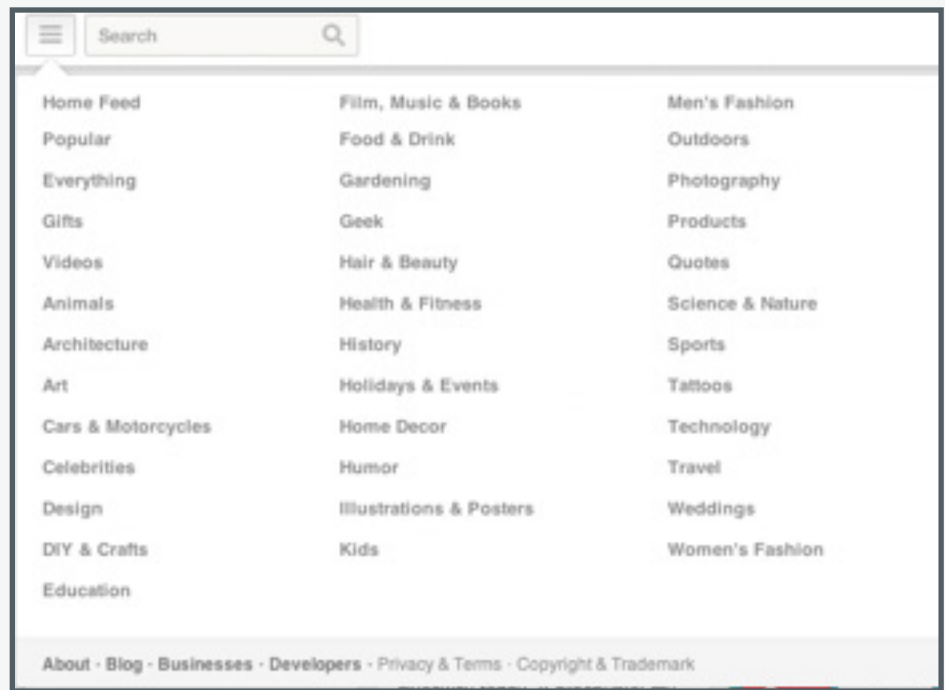 Search
Home Feed
Popular
Everything
Gifts
Videos
Animals
Architecture
Art
Cars & Motorcycles
Celebrities
Design
DIY & Crafts
Education
Film, Music & Books
Food & Drink
Gardening
Geek
Hair & Beauty
Health & Fitness
History
Holidays & Events
Home Decor
Humor
Illustrations & Posters
Kids
Men's Fashion
Outdoors
Photography
Products
Quotes
Science & Nature
Sports
Tattoos
Technology
Travel
Weddings
Women's Fashion
About · Blog · Businesses · Developers · Privacy & Terms · Copyright & Trademark